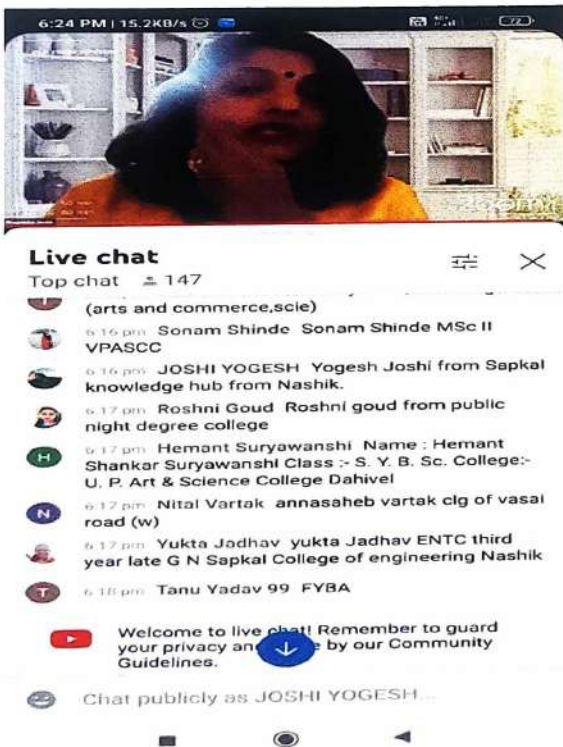 6:24 PM | 15.2KB/s
72
zoom
Live chat
Top chat 147
T
(arts and commerce,scie)
6:16 pm Sonam Shinde Sonam Shinde MSc II
VPASCC
6:16 pm JOSHI YOGESH Yogesh Joshi from Sapkal
knowledge hub from Nashik.
6:17 pm Roshni Goud Roshni goud from public
night degree college
H 6:17 pm Hemant Suryawanshi Name : Hemant
Shankar Suryawanshi Class :- S. Y. B. Sc. College:-
U. P. Art & Science College Dahivel
N 6:17 pm Nital Vartak annasaheb vartak clg of vasai
road (w)
6:17 pm Yukta Jadhav yukta Jadhav ENTC third
year late G N Sapkal College of engineering Nashik
T 6:18 pm Tanu Yadav 99 FYBA
Welcome to live chat! Remember to guard
your privacy by our Community
Guidelines.
Chat publicly as JOSHI YOGESH...